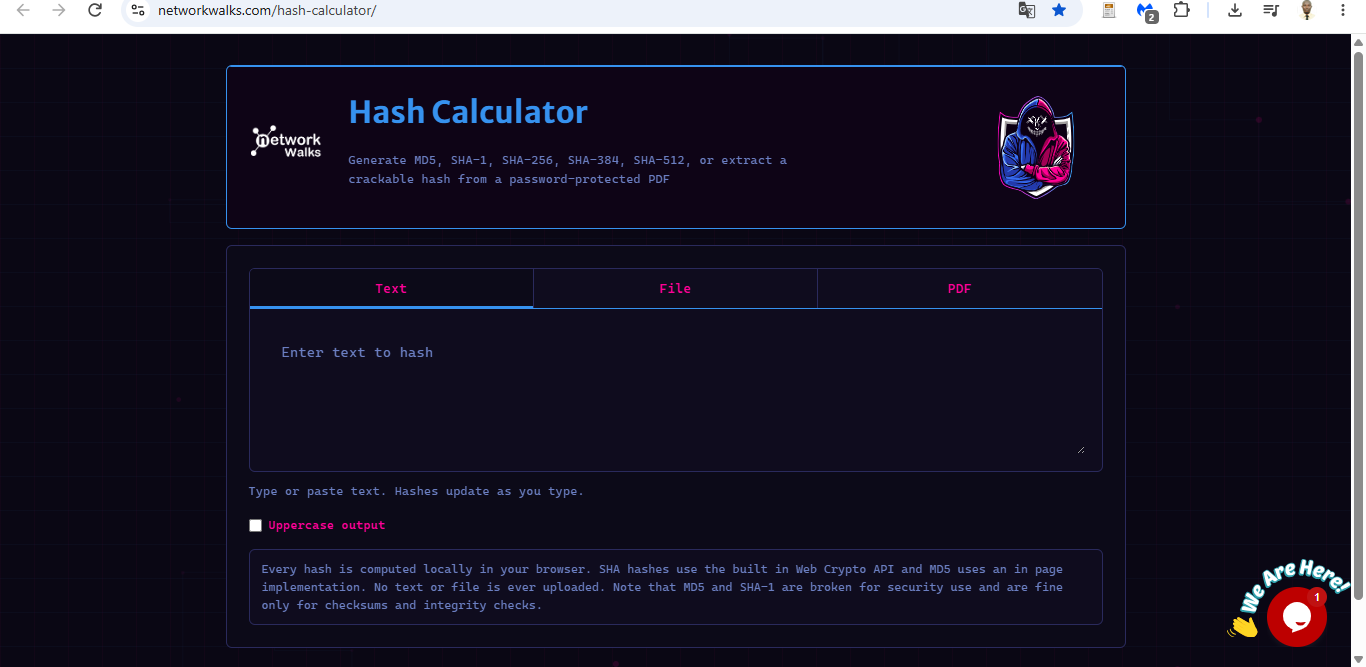 networkwalks.com/hash-calculator/
2
Hash Calculator
network
Walks
Generate MD5, SHA-1, SHA-256, SHA-384, SHA-512, or extract a
crackable hash from a password-protected PDF
Text
File
PDF
Enter text to hash
Type or paste text. Hashes update as you type.
Uppercase output
Every hash is computed locally in your browser. SHA hashes use the built in Web Crypto API and MD5 uses an in page
implementation. No text or file is ever uploaded. Note that MD5 and SHA-1 are broken for security use and are fine
only for checksums and integrity checks.
We Are Here!
1